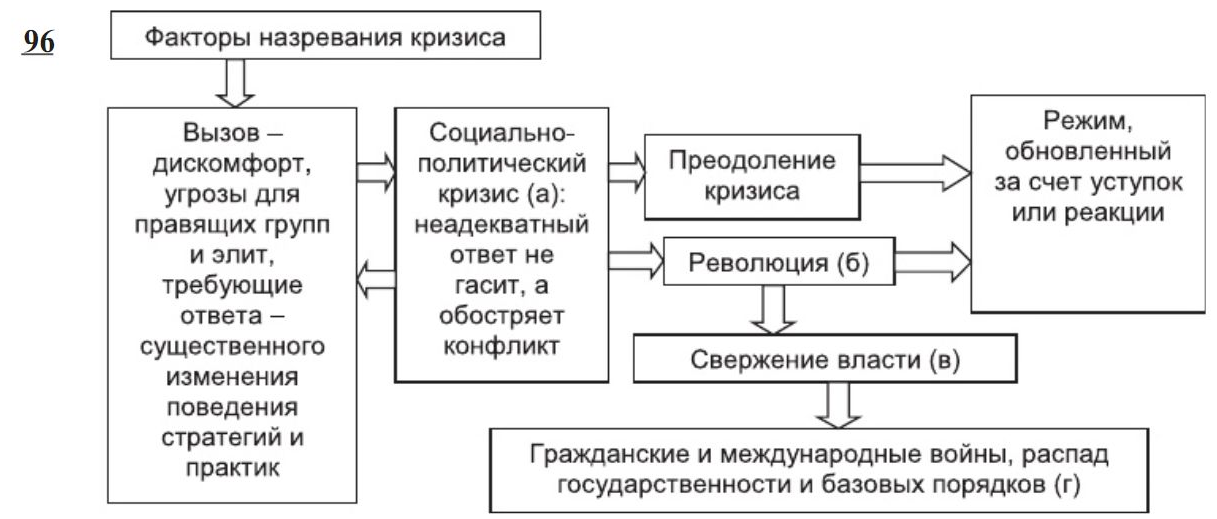 96
Факторы назревания кризиса
Вызов –
дискомфорт,
угрозы для
правящих групп
и элит,
требующие
ответа –
существенного
изменения
поведения
стратегий и
практик
Социально-
политический
кризис (а):
неадекватный
ответ не
гасит, а
обостряет
конфликт
Преодоление
кризиса
Революция (б)
Режим,
обновленный
за счет уступок
или реакции
Свержение власти (в)
Гражданские и международные войны, распад
государственности и базовых порядков (г)